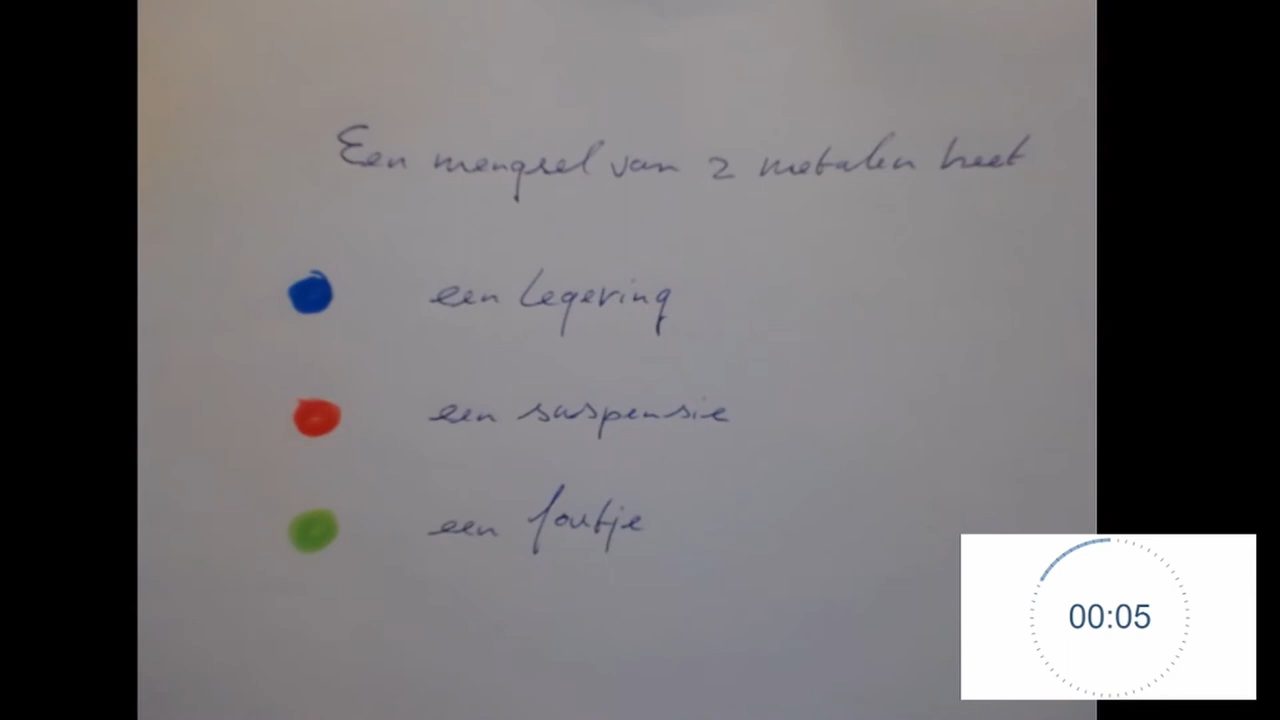 Een mengsel van 2 metalen heet
een legering
een suspensie
een foutje
00:05